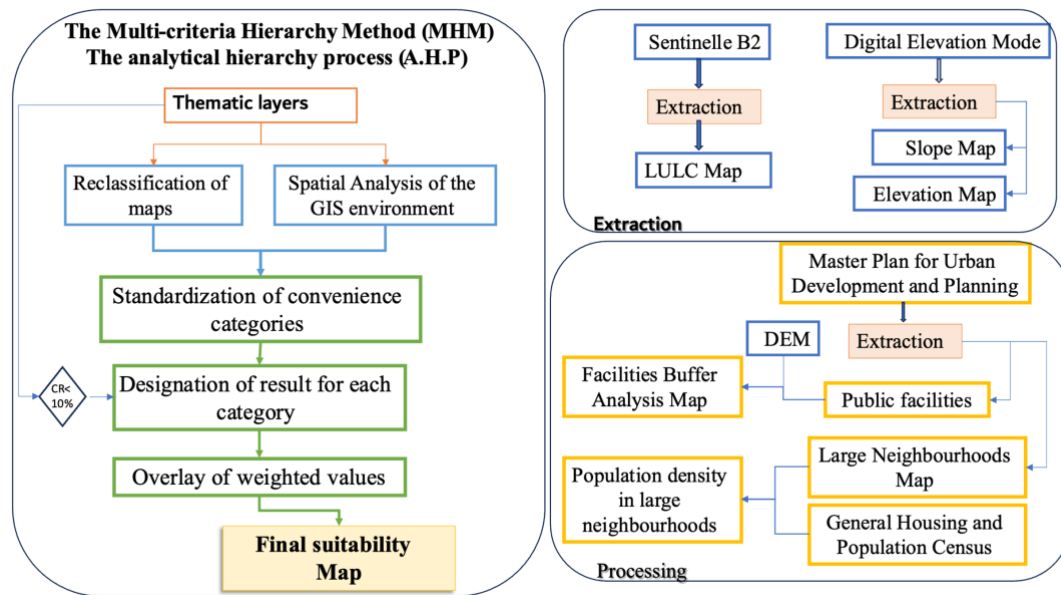 The Multi-criteria Hierarchy Method (MHM)
The analytical hierarchy process (A.H.P)
Thematic layers
Reclassification of
maps
Spatial Analysis of the
GIS environment
Standardization of convenience
categories
CR<
10%
Designation of result for each
category
Overlay of weighted values
Final suitability
Map
Sentinelle B2
Extraction
LULC Map
Digital Elevation Mode
Extraction
Slope Map
Elevation Map
Extraction
Master Plan for Urban
Development and Planning
Extraction
DEM
Facilities Buffer
Analysis Map
Public facilities
Large Neighbourhoods
Map
Population density
in large
neighbourhoods
General Housing and
Population Census
Processing